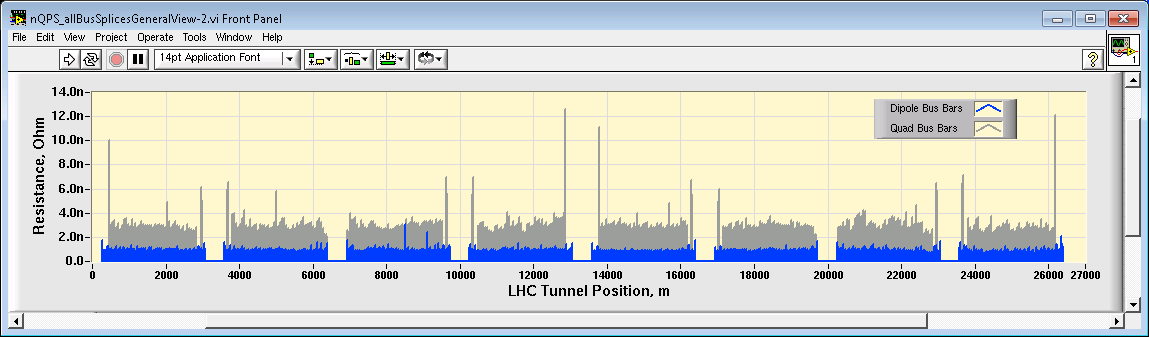 nQPS_allBusSplicesGeneralView-2.vi Front Panel
File Edit View Project Operate Tools Window Help
14pt Application Font
?
1
14.0n
12.0n
10.0n
8.0n
6.0n
4.0n
2.0n
0.0
Resistance, Ohm
Dipole Bus Bars
Quad Bus Bars
0 2000 4000 6000 8000 10000 12000 14000 16000 18000 20000 22000 24000 26000 27000
LHC Tunnel Position, m